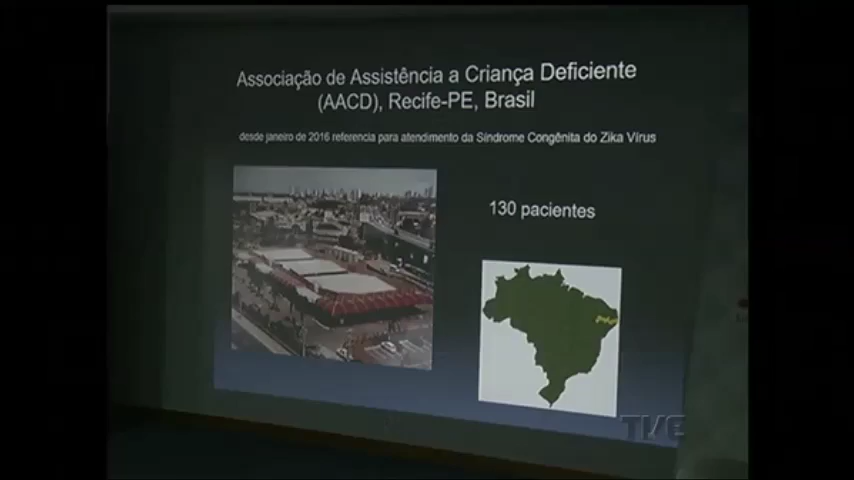 Associação de Assistência a Criança Deficiente
(AACD), Recife-PE, Brasil
desde janeiro de 2016 referencia para atendimento da Síndrome Congênita do Zika Vírus
130 pacientes
TVE